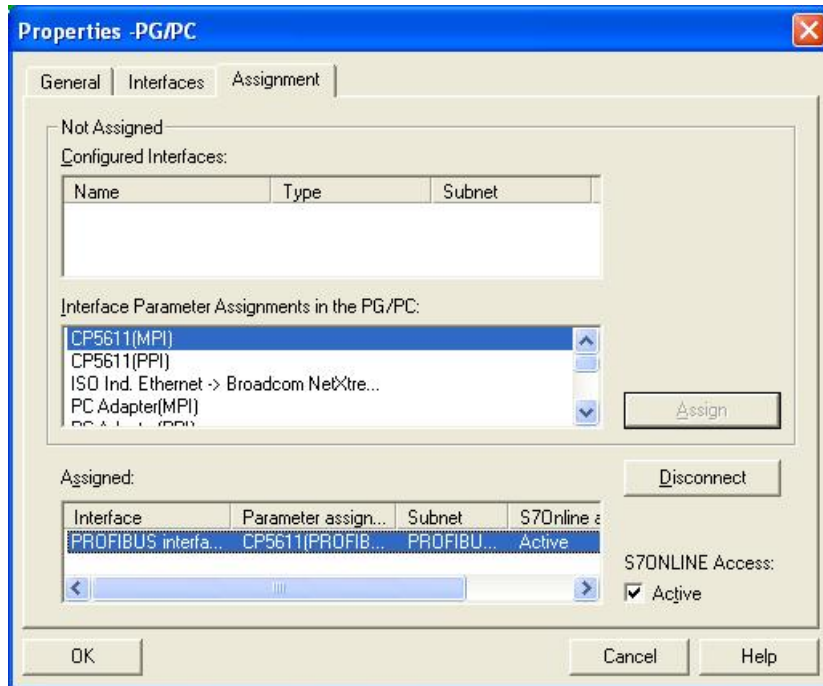 Properties -PG/PC
General Interfaces Assignment
Not Assigned
Configured Interfaces:
Name Type Subnet
Interface Parameter Assignments in the PG/PC:
CP5611(MPI)
CP5611(PPI)
ISO Ind. Ethernet -> Broadcom NetXtre...
PC Adapter(MPI)
Assign
Assigned:
Disconnect
Interface Parameter assign... Subnet S7Online a
PROFIBUS interfa... CP5611(PROFIB... PROFIBU... Active
S7ONLINE Access:
Active
OK Cancel Help